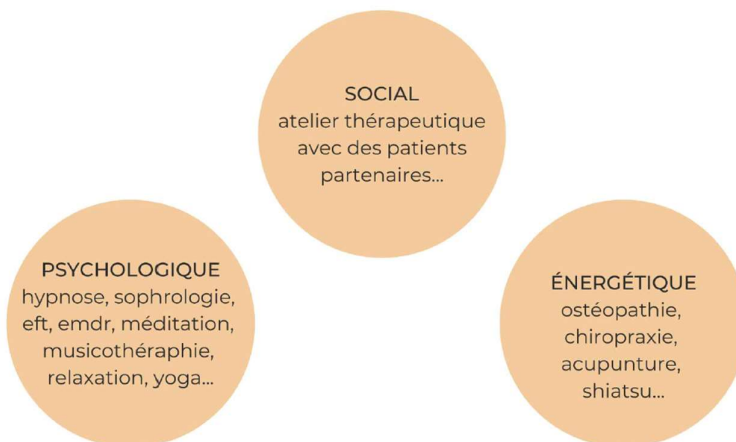 SOCIAL
atelier thérapeutique
avec des patients
partenaires...
PSYCHOLOGIQUE
hypnose, sophrologie,
eft, emdr, méditation,
musicothéraphie,
relaxation, yoga...
ÉNERGÉTIQUE
ostéopathie,
chiropraxie,
acupunture,
shiatsu...